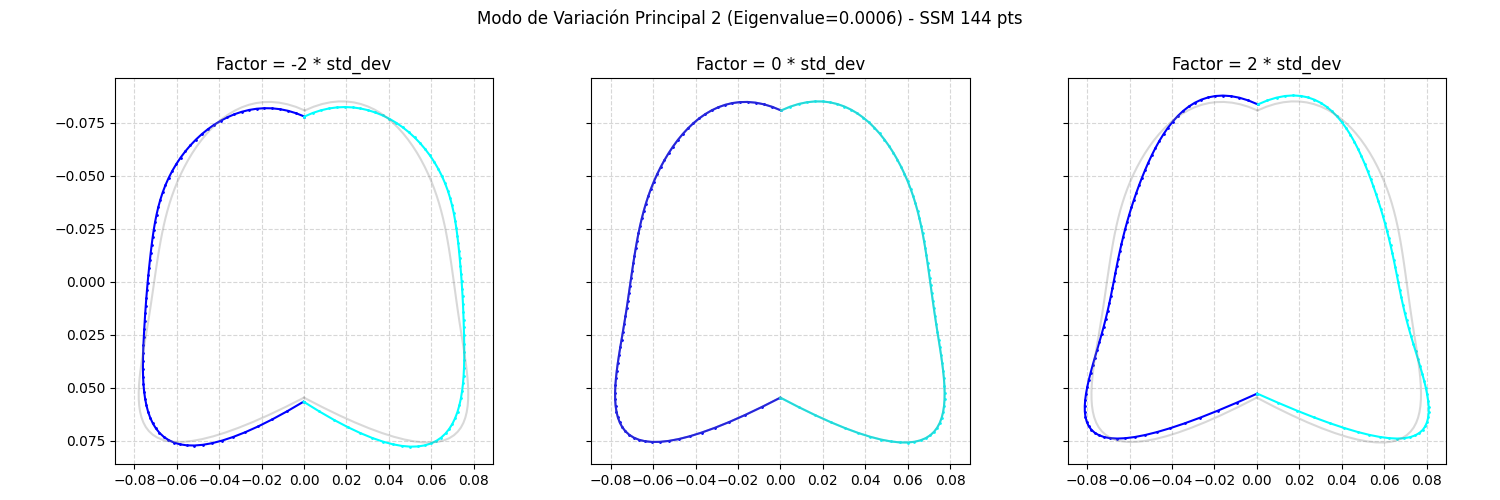 Modo de Variación Principal 2 (Eigenvalue=0.0006) - SSM 144 pts
Factor = -2 * std_dev
Factor = 0 * std_dev
Factor = 2 * std_dev
−0.075
−0.050
−0.025
0.000
0.025
0.050
0.075
−0.08 −0.06 −0.04 −0.02 0.00 0.02 0.04 0.06 0.08
−0.08 −0.06 −0.04 −0.02 0.00 0.02 0.04 0.06 0.08
−0.08 −0.06 −0.04 −0.02 0.00 0.02 0.04 0.06 0.08